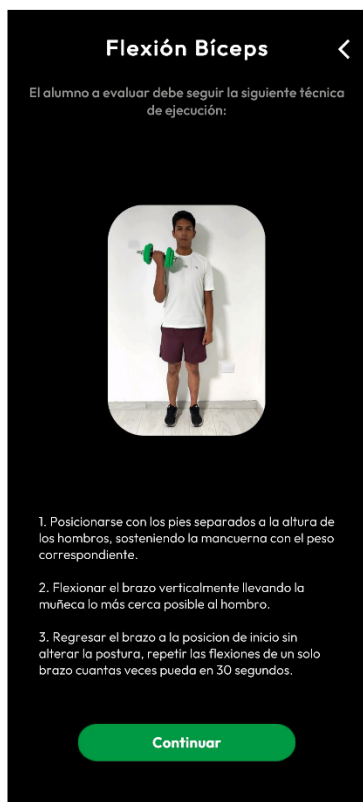 Flexión Bíceps
El alumno a evaluar debe seguir la siguiente técnica
de ejecución:
1. Posicionarse con los pies separados a la altura de
los hombros, sosteniendo la mancuerna con el peso
correspondiente.
2. Flexionar el brazo verticalmente llevando la
muñeca lo más cerca posible al hombro.
3. Regresar el brazo a la posicion de inicio sin
alterar la postura, repetir las flexiones de un solo
brazo cuantas veces pueda en 30 segundos.
Continuar